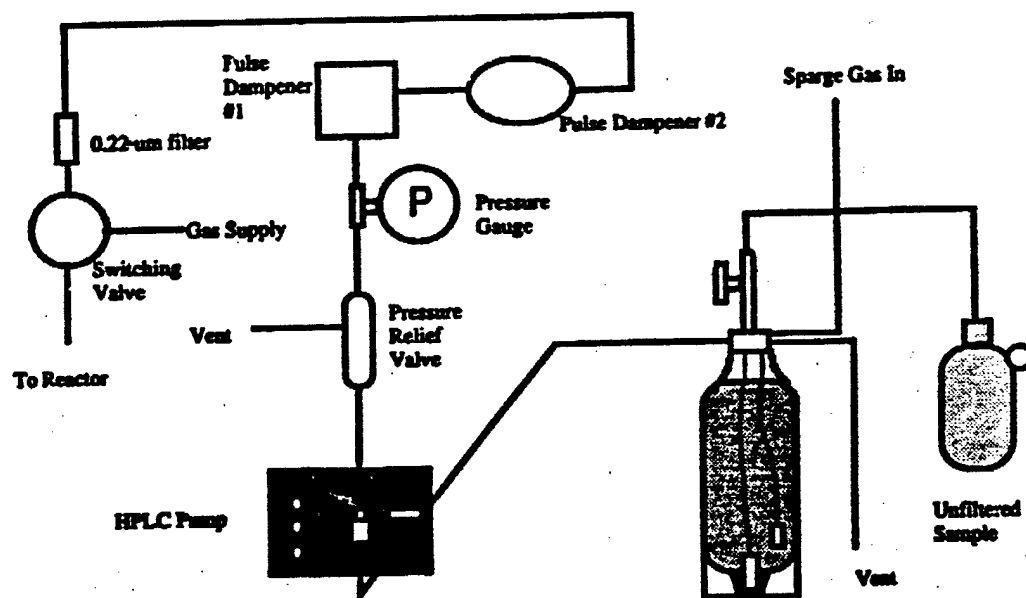 Pulse
Dampener
#1
Sparge Gas In
Pulse Dampener #2
0.22-um filter
P
Pressure
Gauge
Gas Supply
Switching
Valve
Vent
Pressure
Relief
Valve
To Reactor
HPLC Pump
Unfiltered
Sample
Vent